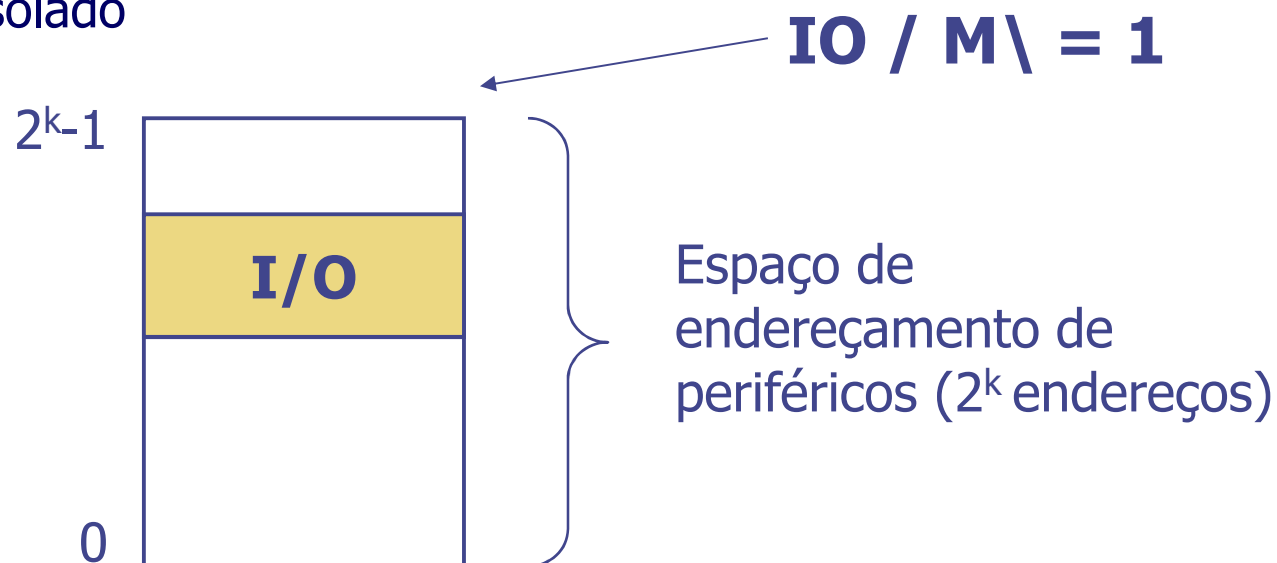 solado
IO / M\ = 1
2ᵏ-1
I/O
Espaço de
endereçamento de
periféricos (2ᵏ endereços)
0